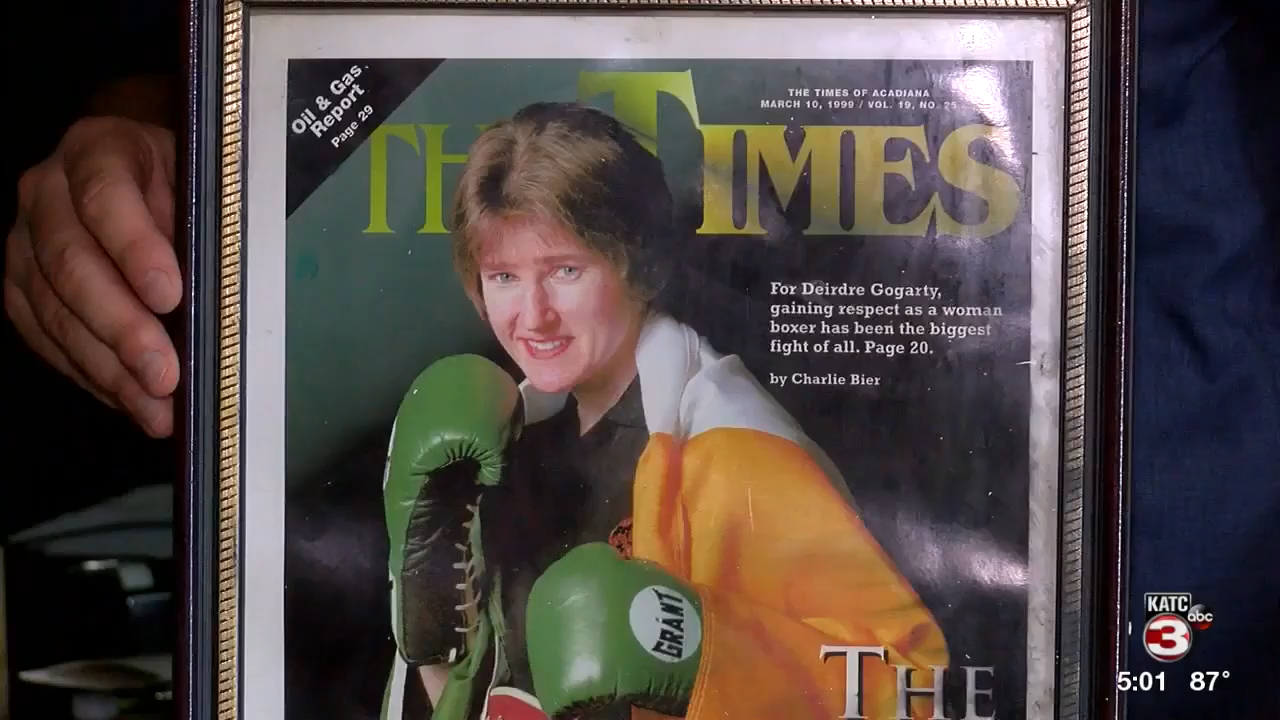 Oil & Gas
Report
Page 29
THE TIMES OF ACADIANA
MARCH 10, 1999 / VOL. 19, NO. 25
THE TIMES
For Deirdre Gogarty,
gaining respect as a woman
boxer has been the biggest
fight of all. Page 20.
by Charlie Bier
GRANT
THE
KATC
abc
3
5:01 87°